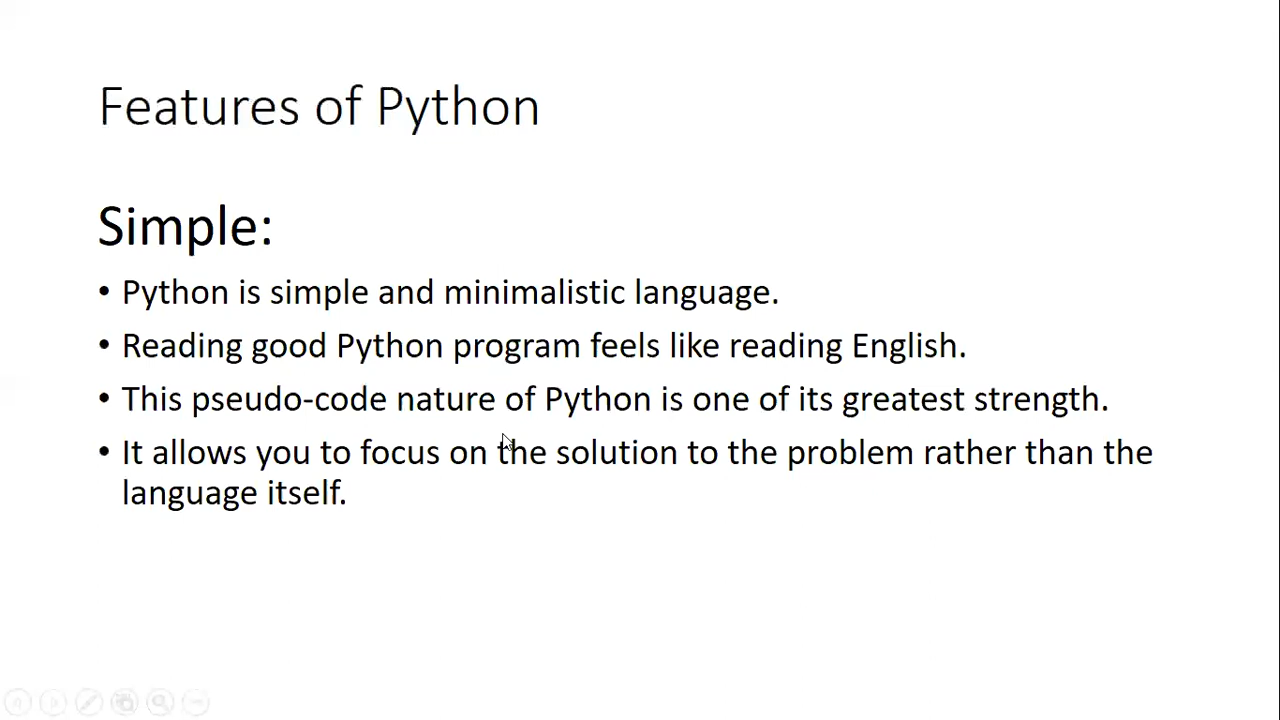 Features of Python
Simple:
• Python is simple and minimalistic language.
• Reading good Python program feels like reading English.
• This pseudo-code nature of Python is one of its greatest strength.
• It allows you to focus on the solution to the problem rather than the
language itself.